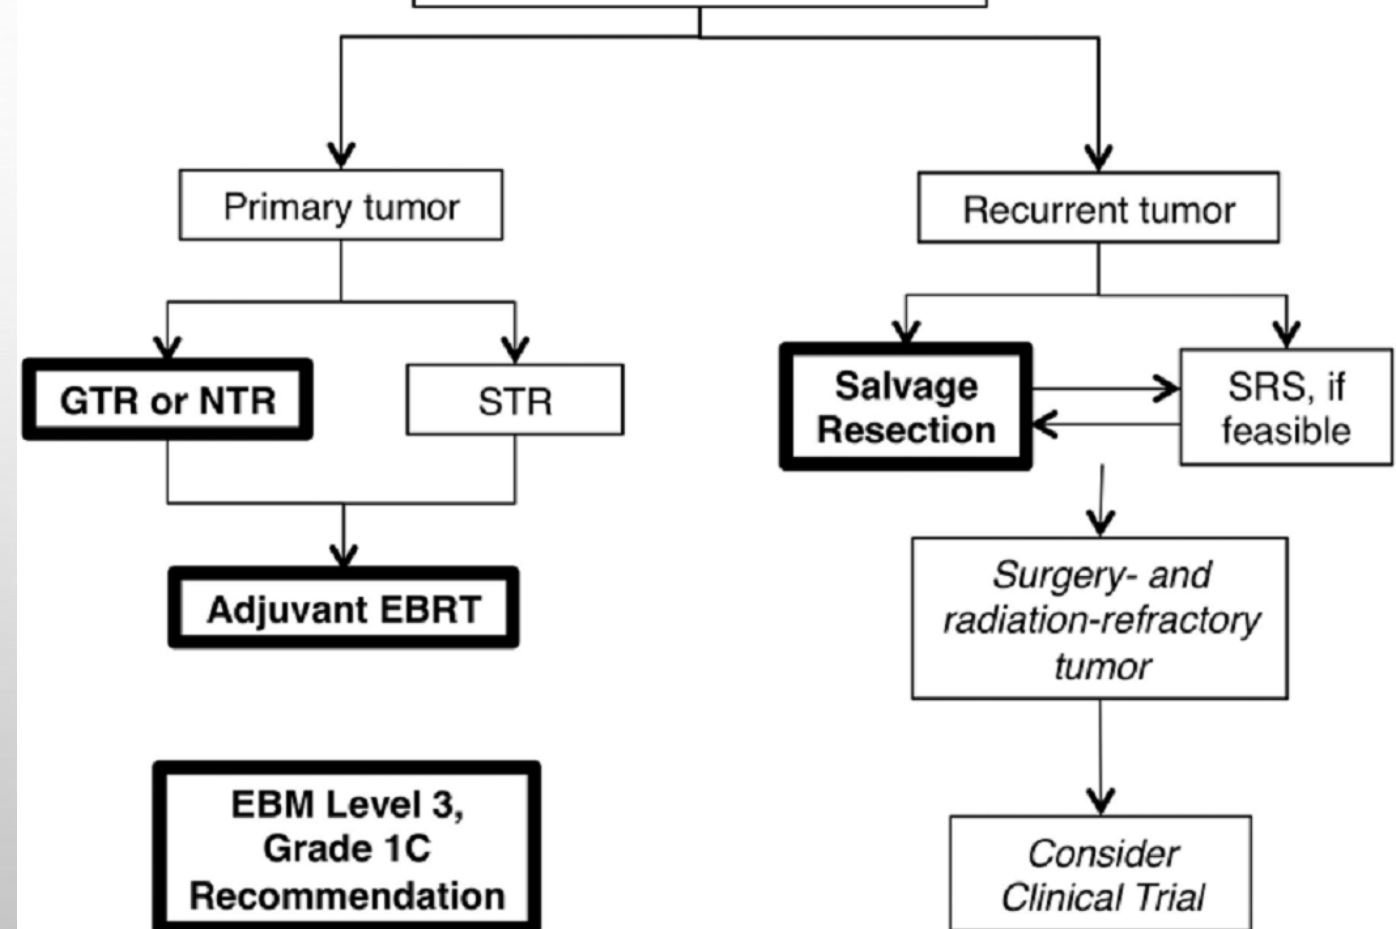 Primary tumor
Recurrent tumor
GTR or NTR
STR
Salvage
Resection
SRS, if
feasible
Adjuvant EBRT
Surgery- and
radiation-refractory
tumor
EBM Level 3,
Grade 1C
Recommendation
Consider
Clinical Trial